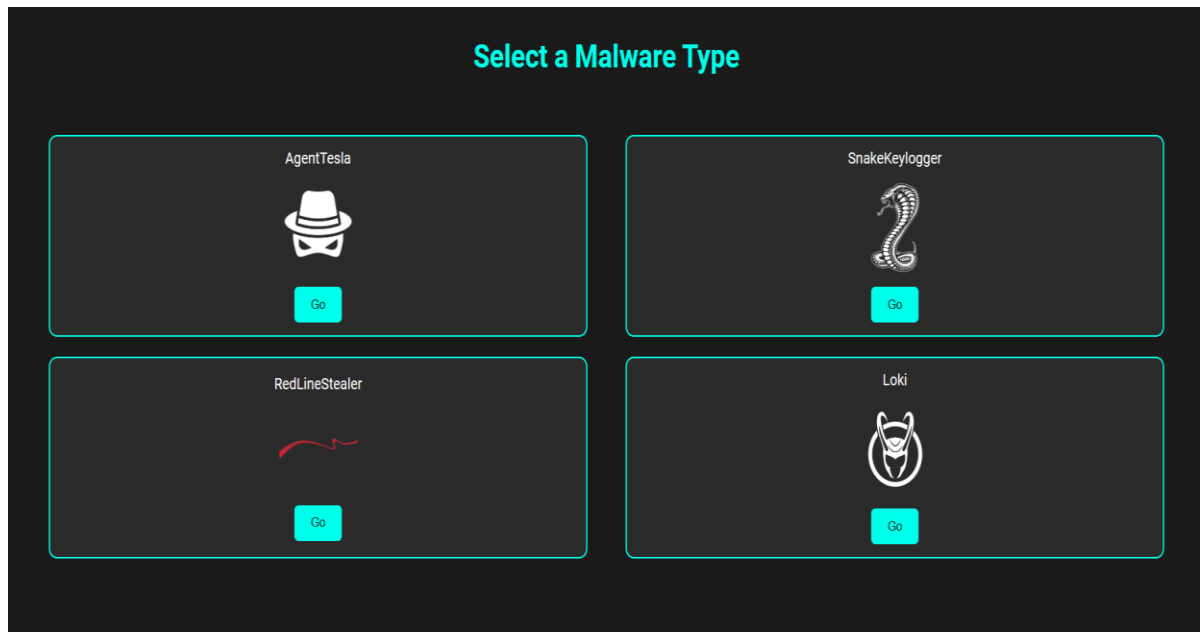 Select a Malware Type
AgentTesla
Go
SnakeKeylogger
Go
RedLineStealer
Go
Loki
Go